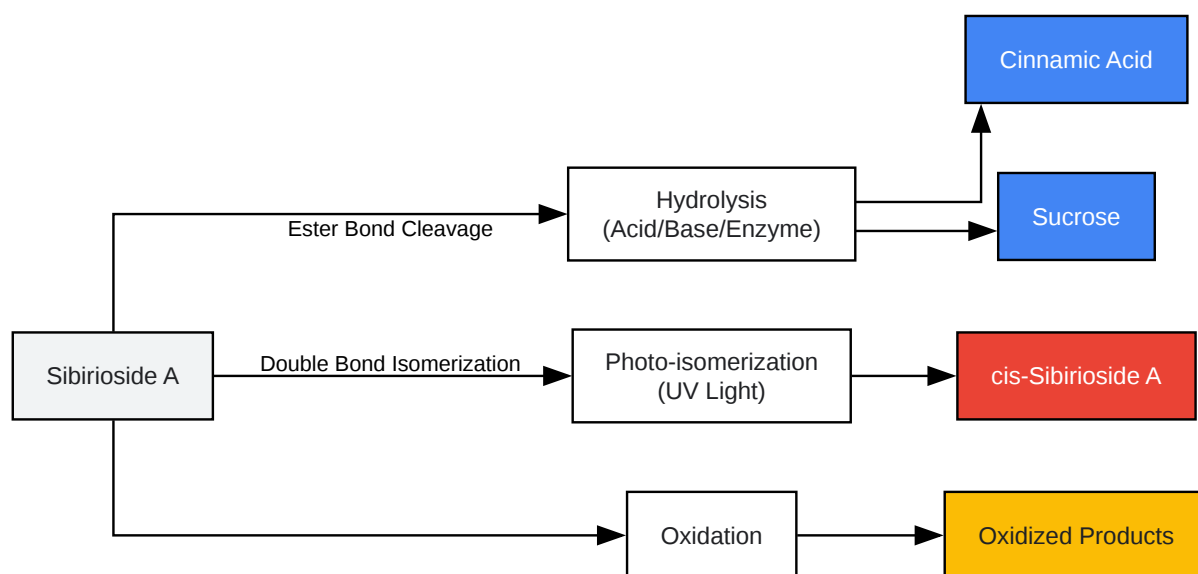 Cinnamic Acid
Hydrolysis
(Acid/Base/Enzyme)
Sucrose
Ester Bond Cleavage
Sibirioside A
Double Bond Isomerization
Photo-isomerization
(UV Light)
cis-Sibirioside A
Oxidation
Oxidized Products